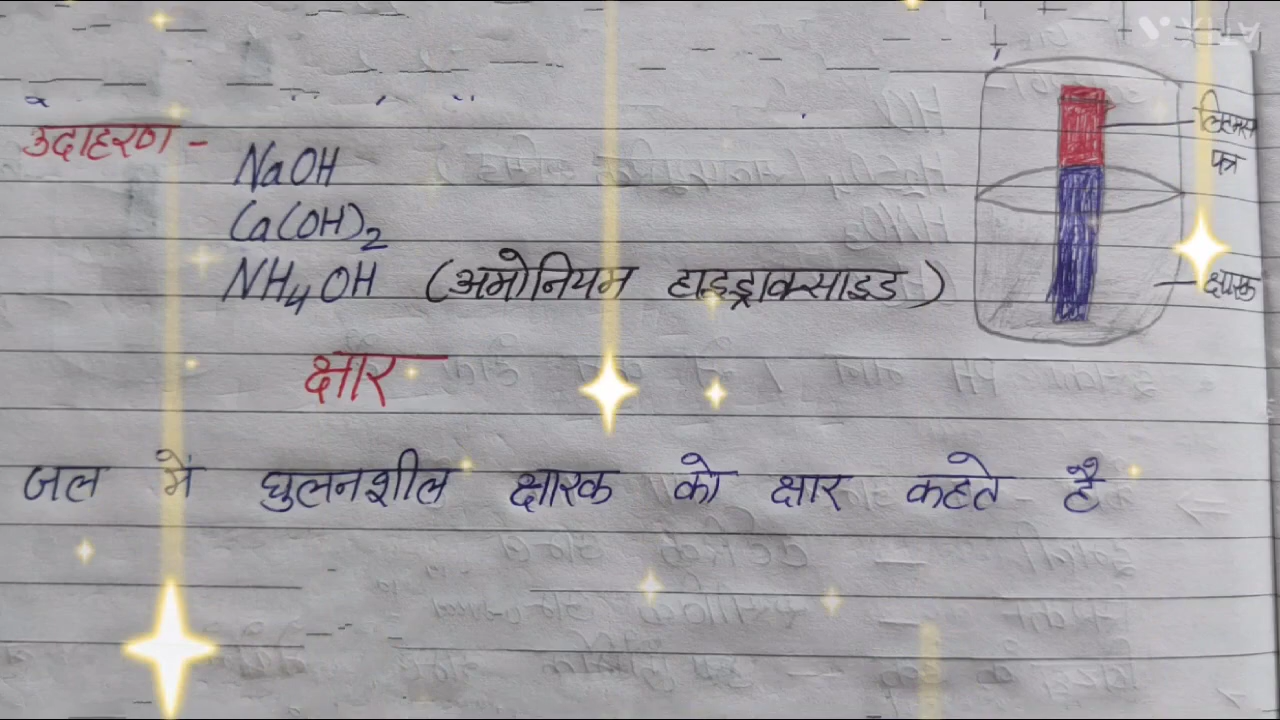 उदाहरण -
NaOH
Ca(OH)2
NH4OH (अमोनियम हाइड्राक्साइड)
लिटमस
पत्र
क्षारक
क्षार
जल में घुलनशील क्षारक को क्षार कहते है